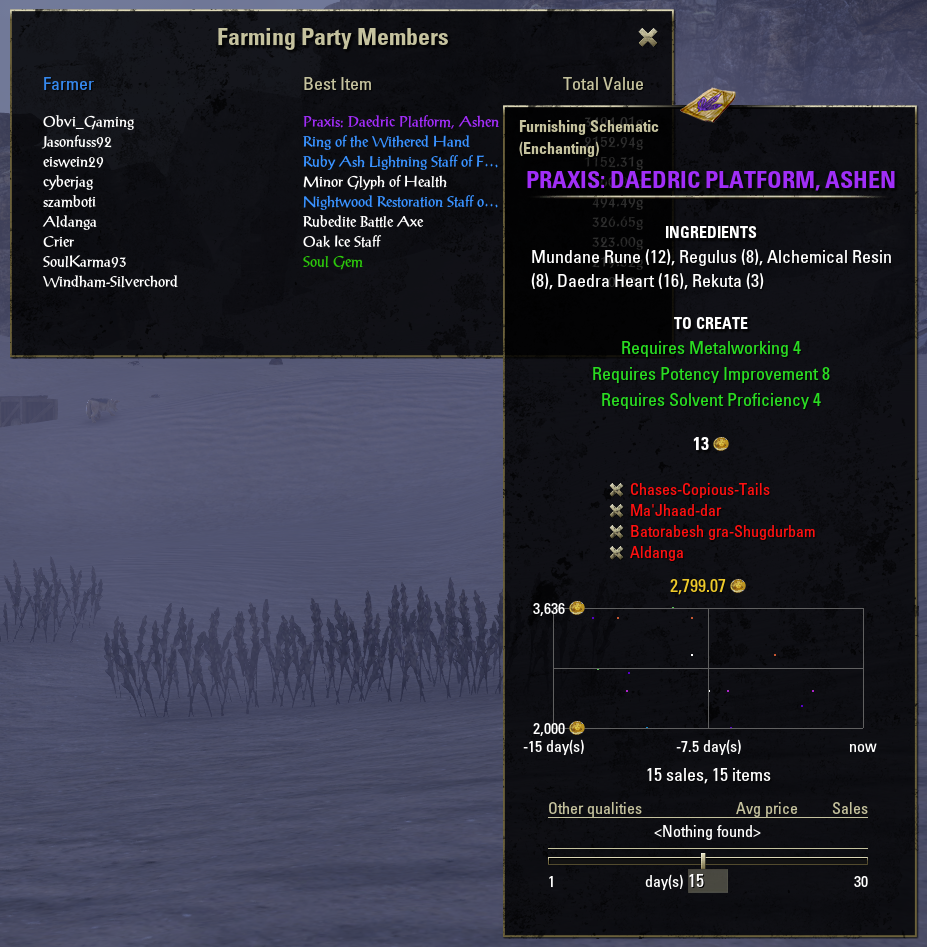 Farming Party Members
Farmer Best Item Total Value
Obvi_Gaming Praxis: Daedric Platform, Ashen
Jasonfuss92 Ring of the Withered Hand
eiswein29 Ruby Ash Lightning Staff of F...
cyberjag Minor Glyph of Health
szamboti Nightwood Restoration Staff o... 494.49g
Aldanga Rubedite Battle Axe 326.65g
Crier Oak Ice Staff 323.00g
SoulKarma93 Soul Gem
Windham-Silverchord
Furnishing Schematic
(Enchanting)
PRAXIS: DAEDRIC PLATFORM, ASHEN
INGREDIENTS
Mundane Rune (12), Regulus (8), Alchemical Resin
(8), Daedra Heart (16), Rekuta (3)
TO CREATE
Requires Metalworking 4
Requires Potency Improvement 8
Requires Solvent Proficiency 4
13
Chases-Copious-Tails
Ma'Jhaad-dar
Batorabesh gra-Shugdurbam
Aldanga
2,799.07
3,636
2,000
-15 day(s) -7.5 day(s) now
15 sales, 15 items
Other qualities Avg price Sales
<Nothing found>
1 day(s) 15 30